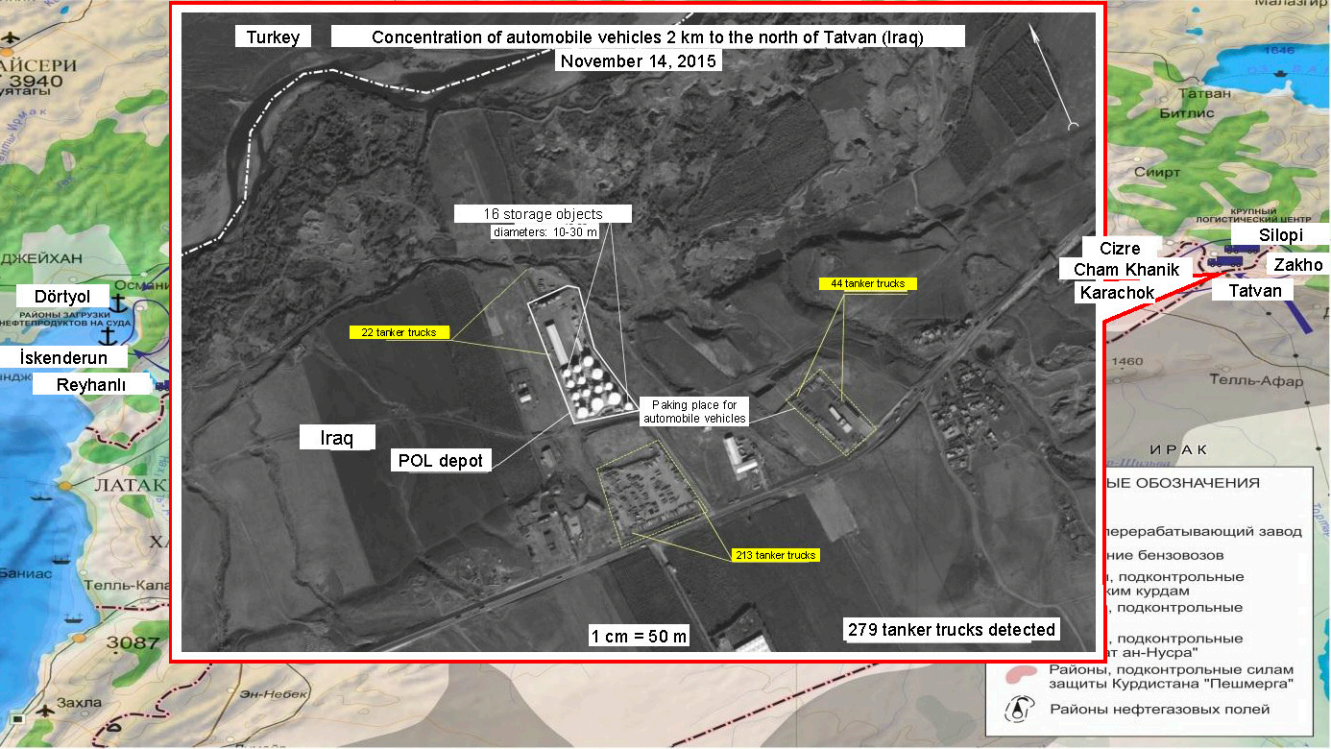 Turkey
Concentration of automobile vehicles 2 km to the north of Tatvan (Iraq)
November 14, 2015
16 storage objects
diameters: 10-30 m
44 tanker trucks
22 tanker trucks
Paking place for
automobile vehicles
Iraq
POL depot
213 tanker trucks
1 cm = 50 m
279 tanker trucks detected
АЙСЕРИ
3940
ДЖЕЙХАН
Dörtyol
РАЙОНЫ ЗАГРУЗКИ
НЕФТЕПРОДУКТОВ НА СУДА
İskenderun
Reyhanlı
ЛАТАК
Баниас
Телль-Кала
3087
Захла
Эн-Небек
Малазгир
1646
Татван
Битлис
Сиирт
КРУПНЫЙ
ЛОГИСТИЧЕСКИЙ ЦЕНТР
Silopi
Cizre
Zakho
Cham Khanik
Karachok
Tatvan
1460
Телль-Афар
ИРАК
ЫЕ ОБОЗНАЧЕНИЯ
перерабатывающий завод
ние бензовозов
, подконтрольные
ким курдам
, подконтрольные
, подконтрольные
ат ан-Нусра"
Районы, подконтрольные силам
защиты Курдистана "Пешмерга"
Районы нефтегазовых полей